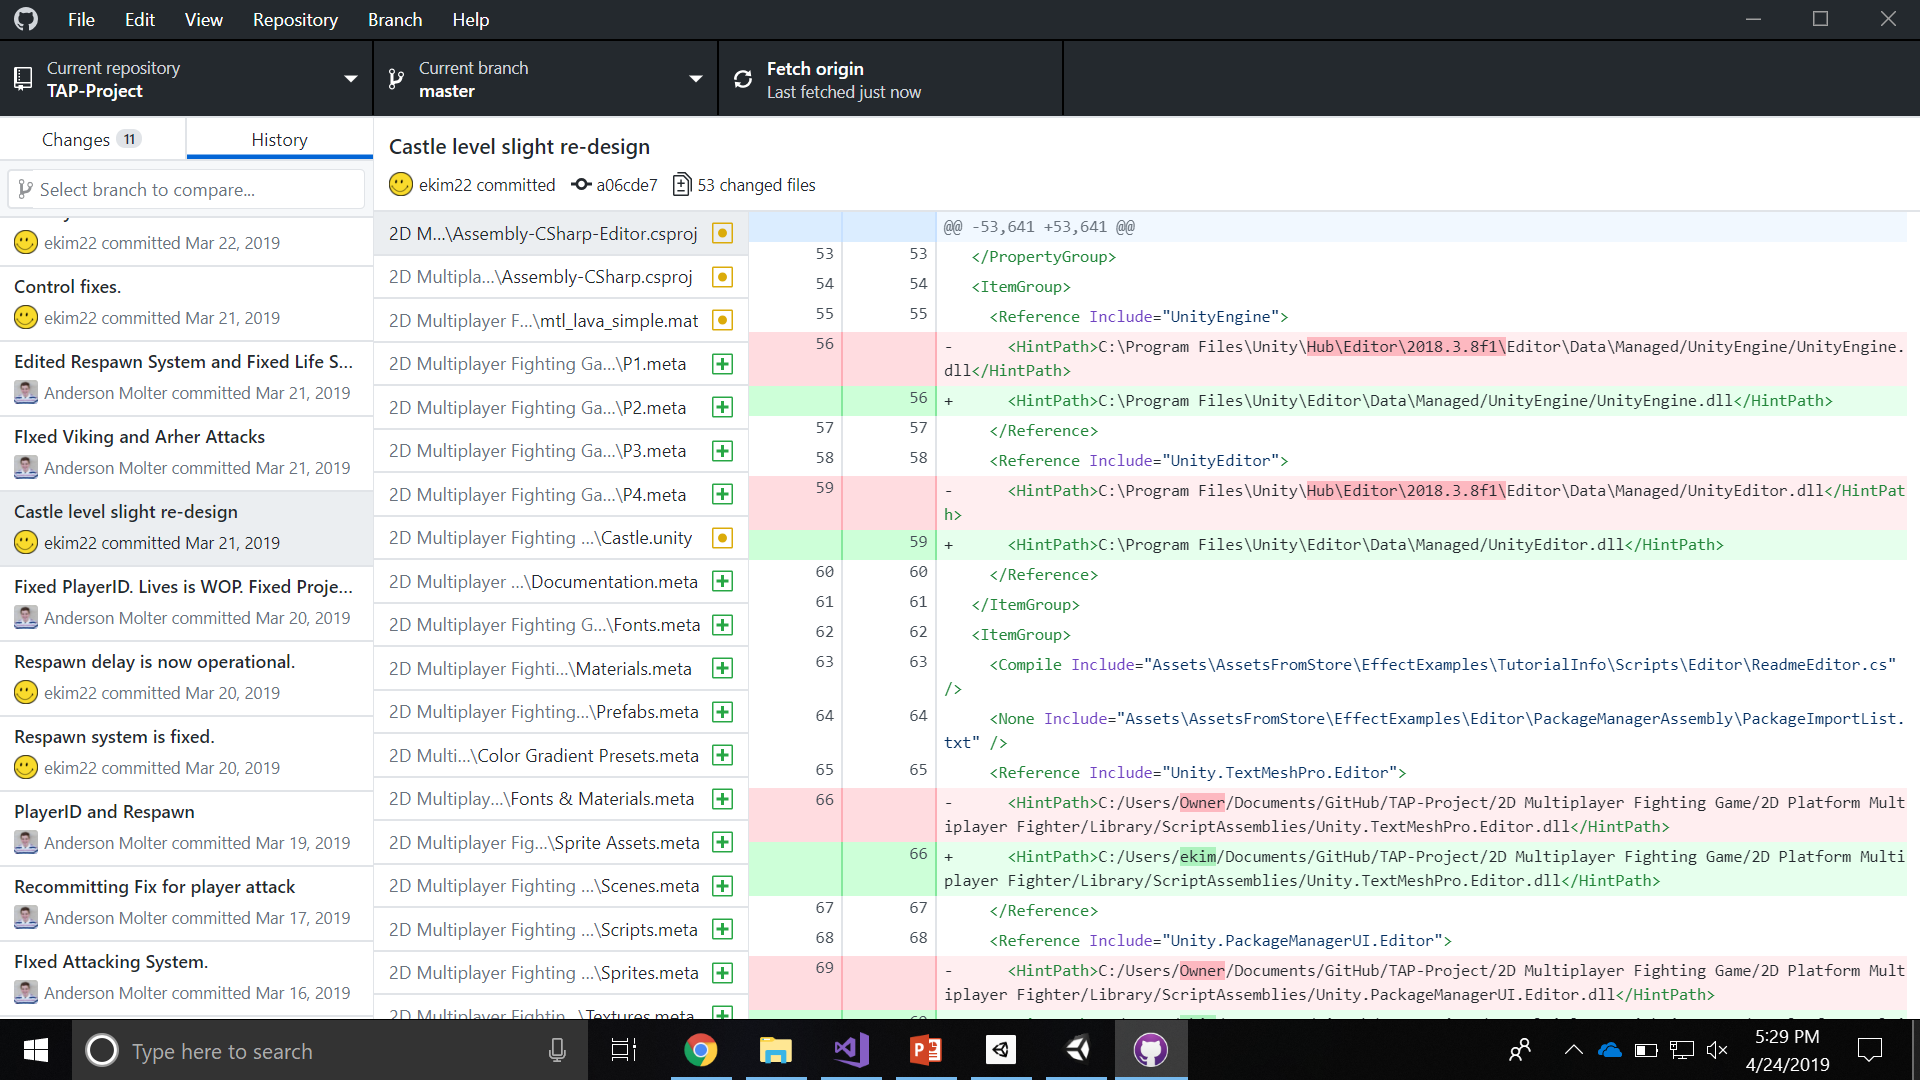 File Edit View Repository Branch Help
Current repository
TAP-Project
Current branch
master
Fetch origin
Last fetched just now
Changes 11
History
Select branch to compare...
ekim22 committed Mar 22, 2019
Control fixes.
ekim22 committed Mar 21, 2019
Edited Respawn System and Fixed Life S...
Anderson Molter committed Mar 21, 2019
FIxed Viking and Arher Attacks
Anderson Molter committed Mar 21, 2019
Castle level slight re-design
ekim22 committed Mar 21, 2019
Fixed PlayerID. Lives is WOP. Fixed Proje...
Anderson Molter committed Mar 20, 2019
Respawn delay is now operational.
ekim22 committed Mar 20, 2019
Respawn system is fixed.
ekim22 committed Mar 20, 2019
PlayerID and Respawn
Anderson Molter committed Mar 19, 2019
Recommitting Fix for player attack
Anderson Molter committed Mar 17, 2019
FIxed Attacking System.
Anderson Molter committed Mar 16, 2019
Castle level slight re-design
ekim22 committed a06cde7 53 changed files
2D M...\Assembly-CSharp-Editor.csproj
2D Multipla...\Assembly-CSharp.csproj
2D Multiplayer F...\mtl_lava_simple.mat
2D Multiplayer Fighting Ga...\P1.meta
2D Multiplayer Fighting Ga...\P2.meta
2D Multiplayer Fighting Ga...\P3.meta
2D Multiplayer Fighting Ga...\P4.meta
2D Multiplayer Fighting ...\Castle.unity
2D Multiplayer ...\Documentation.meta
2D Multiplayer Fighting G...\Fonts.meta
2D Multiplayer Fighti...\Materials.meta
2D Multiplayer Fighting...\Prefabs.meta
2D Multi...\Color Gradient Presets.meta
2D Multiplay...\Fonts & Materials.meta
2D Multiplayer Fig...\Sprite Assets.meta
2D Multiplayer Fighting ...\Scenes.meta
2D Multiplayer Fighting ...\Scripts.meta
2D Multiplayer Fighting ...\Sprites.meta
2D Multiplayer Fightin...\Textures.meta
@@ -53,641 +53,641 @@
53 53 </PropertyGroup>
54 54 <ItemGroup>
55 55 <Reference Include="UnityEngine">
56 - <HintPath>C:\Program Files\Unity\Hub\Editor\2018.3.8f1\Editor\Data\Managed/UnityEngine/UnityEngine.
dll</HintPath>
56 + <HintPath>C:\Program Files\Unity\Editor\Data\Managed/UnityEngine/UnityEngine.dll</HintPath>
57 57 </Reference>
58 58 <Reference Include="UnityEditor">
59 - <HintPath>C:\Program Files\Unity\Hub\Editor\2018.3.8f1\Editor\Data\Managed/UnityEditor.dll</HintPat
h>
59 + <HintPath>C:\Program Files\Unity\Editor\Data\Managed/UnityEditor.dll</HintPath>
60 60 </Reference>
61 61 </ItemGroup>
62 62 <ItemGroup>
63 63 <Compile Include="Assets\AssetsFromStore\EffectExamples\TutorialInfo\Scripts\Editor\ReadmeEditor.cs"
/>
64 64 <None Include="Assets\AssetsFromStore\EffectExamples\Editor\PackageManagerAssembly\PackageImportList.
txt" />
65 65 <Reference Include="Unity.TextMeshPro.Editor">
66 - <HintPath>C:/Users/Owner/Documents/GitHub/TAP-Project/2D Multiplayer Fighting Game/2D Platform Mult
iplayer Fighter/Library/ScriptAssemblies/Unity.TextMeshPro.Editor.dll</HintPath>
66 + <HintPath>C:/Users/ekim/Documents/GitHub/TAP-Project/2D Multiplayer Fighting Game/2D Platform Multi
player Fighter/Library/ScriptAssemblies/Unity.TextMeshPro.Editor.dll</HintPath>
67 67 </Reference>
68 68 <Reference Include="Unity.PackageManagerUI.Editor">
69 - <HintPath>C:/Users/Owner/Documents/GitHub/TAP-Project/2D Multiplayer Fighting Game/2D Platform Mult
iplayer Fighter/Library/ScriptAssemblies/Unity.PackageManagerUI.Editor.dll</HintPath>
Type here to search
5:29 PM
4/24/2019